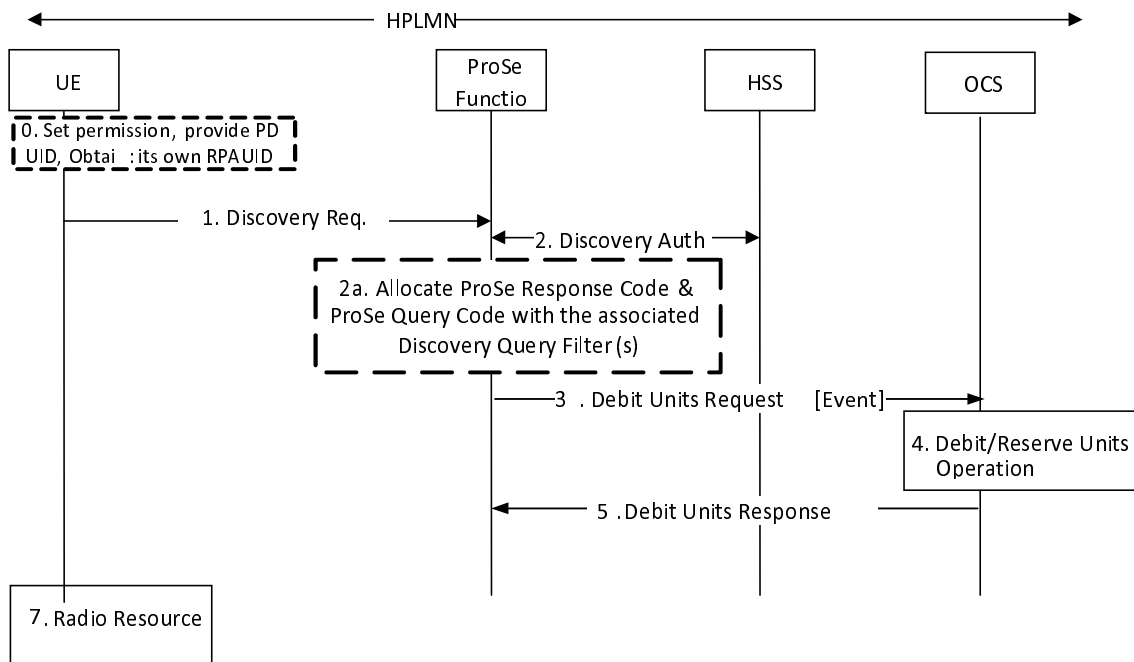 HPLMN
UE
ProSe
Functio
HSS
OCS
0. Set permission, provide PD
UID, Obtai : its own RPAUID
1. Discovery Req.
2. Discovery Auth
2a. Allocate ProSe Response Code &
ProSe Query Code with the associated
Discovery Query Filter(s)
3 . Debit Units Request [Event]
4. Debit/Reserve Units
Operation
5 .Debit Units Response
7. Radio Resource